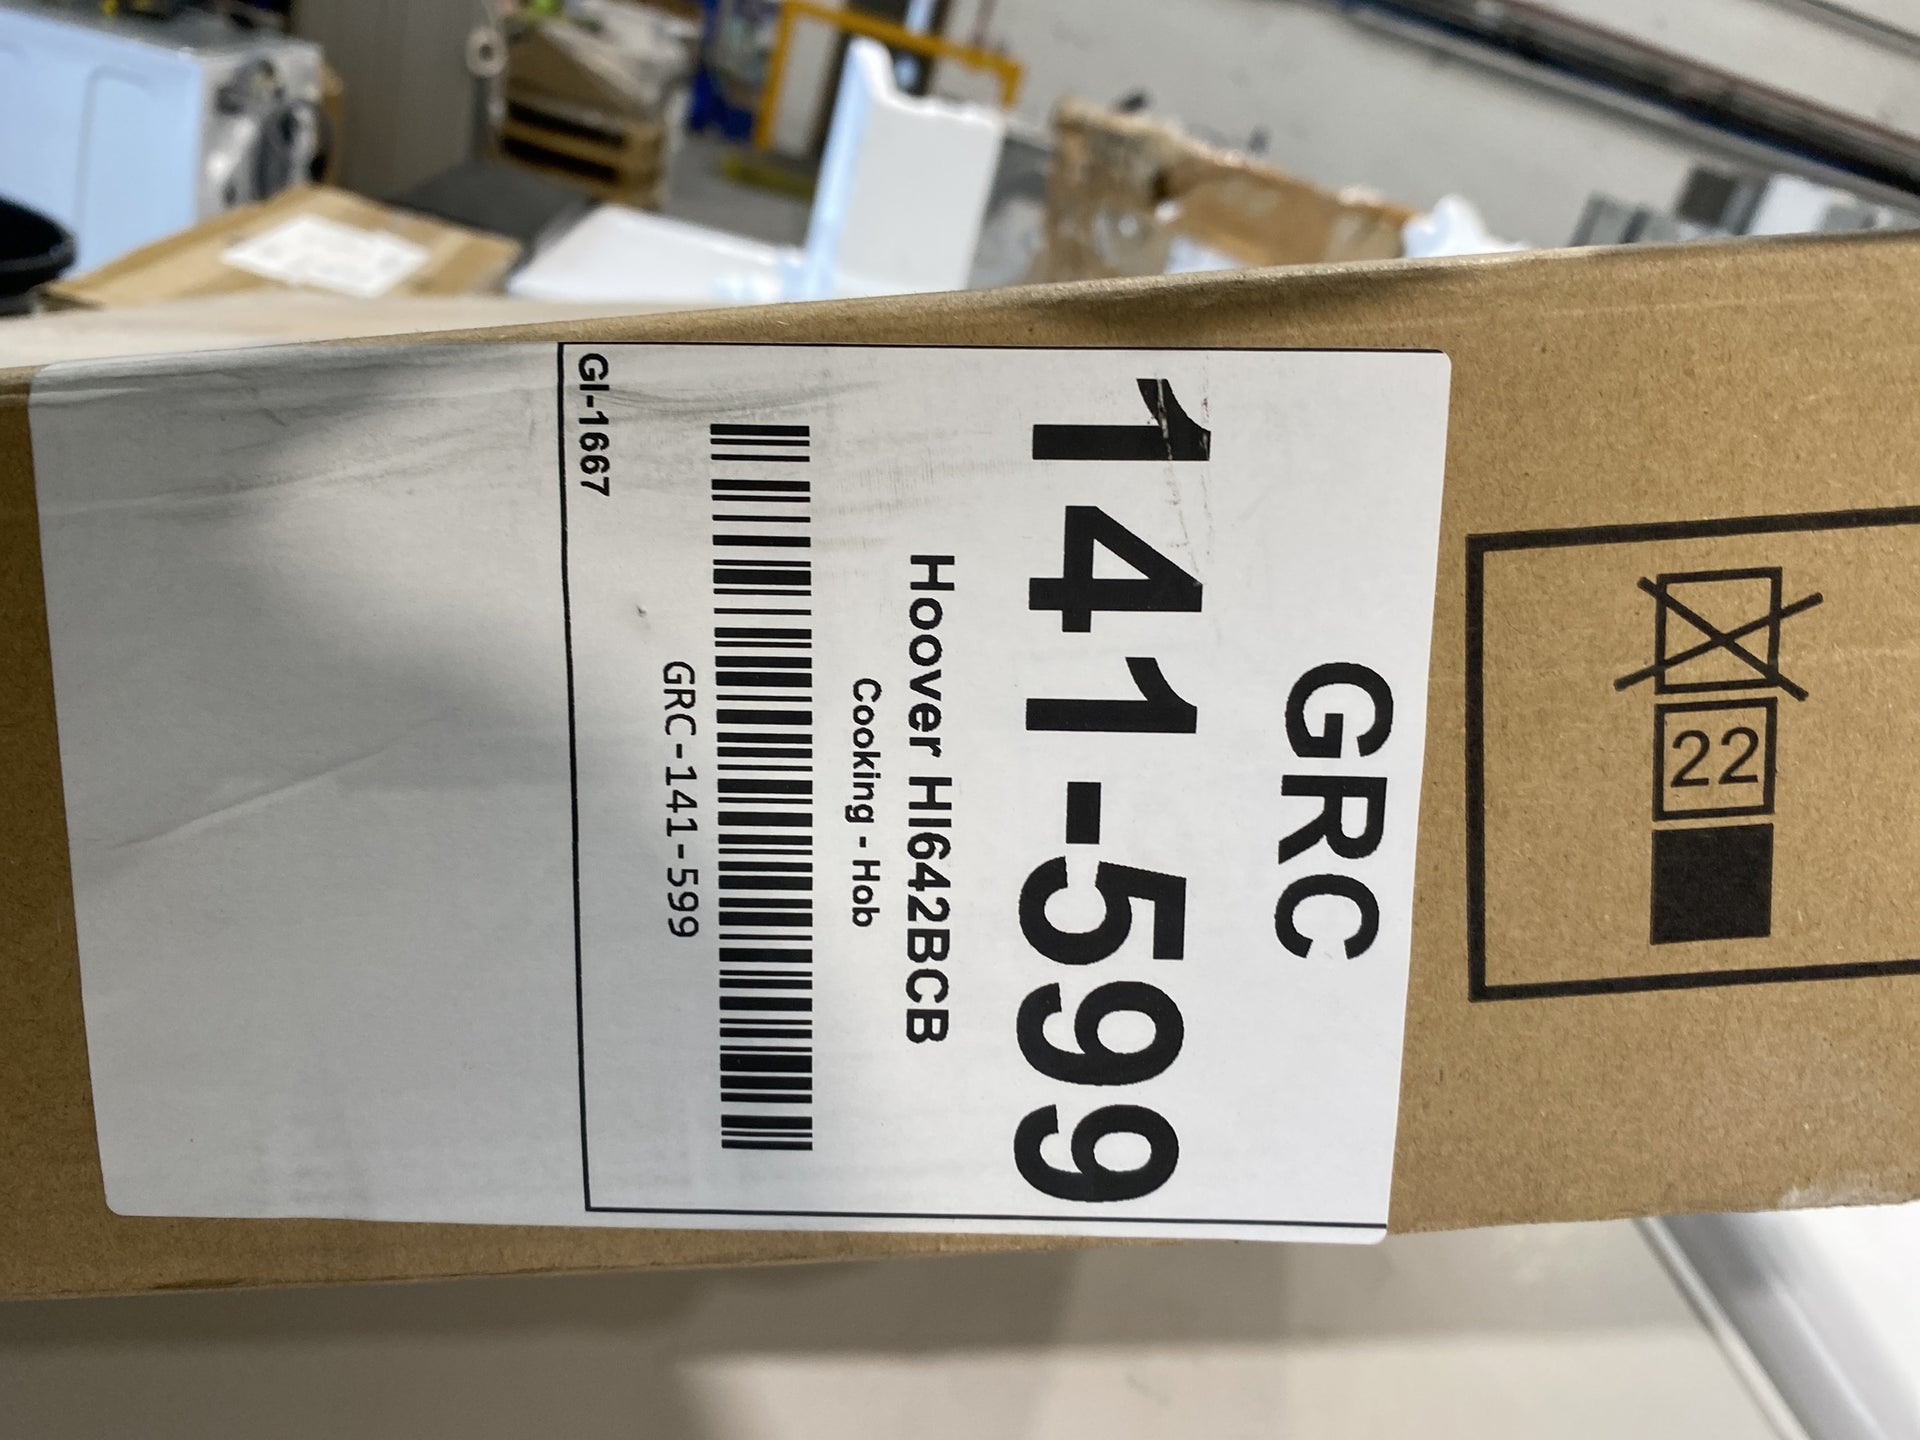 GRC
141-599
Hoover HI642BCB
Cooking - Hob
GRC-141-599
GI-1667
22